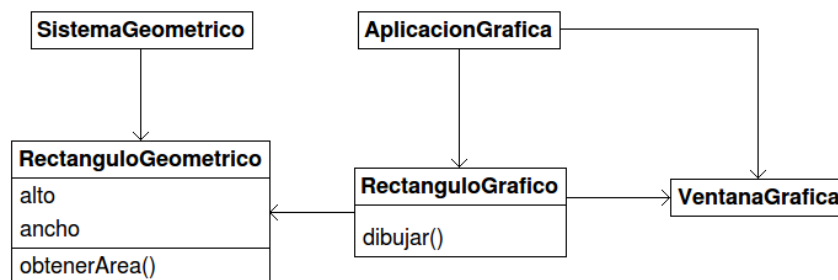 SistemaGeometrico
AplicacionGrafica
RectanguloGeometrico
alto
ancho
obtenerArea()
RectanguloGrafico
dibujar()
VentanaGrafica